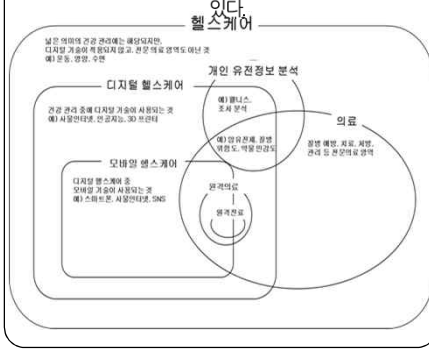 있다.
헬스케어
넓은 의미의 건강 관리에는 해당되지만,
디지털 기술이 적용되지 않고, 전문 의료 영역도 아닌 것
예) 운동, 영양, 수면
개인 유전정보 분석
디지털 헬스케어
건강 관리 중에 디지털 기술이 사용되는 것
예) 사물인터넷, 인공지능, 3D 프린터
예) 웰니스,
조상 분석
의료
예) 암유전체, 질병
위험도, 약물 민감도
질병 예방, 치료, 처방,
관리 등 전문 의료 영역
모바일 헬스케어
디지털 헬스케어 중
모바일 기술이 사용되는 것
예) 스마트폰, 사물인터넷, SNS
원격의료
원격진료